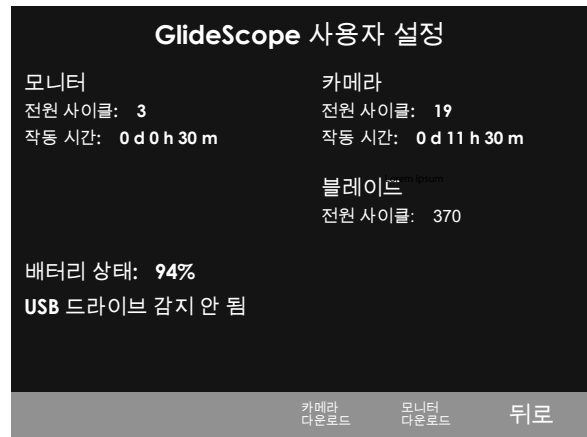 GlideScope 사용자 설정
모니터
전원 사이클: 3
작동 시간: 0 d 0 h 30 m
카메라
전원 사이클: 19
작동 시간: 0 d 11 h 30 m
Lorem ipsum
블레이드
전원 사이클: 370
배터리 상태: 94%
USB 드라이브 감지 안 됨
카메라
다운로드
모니터
다운로드
뒤로